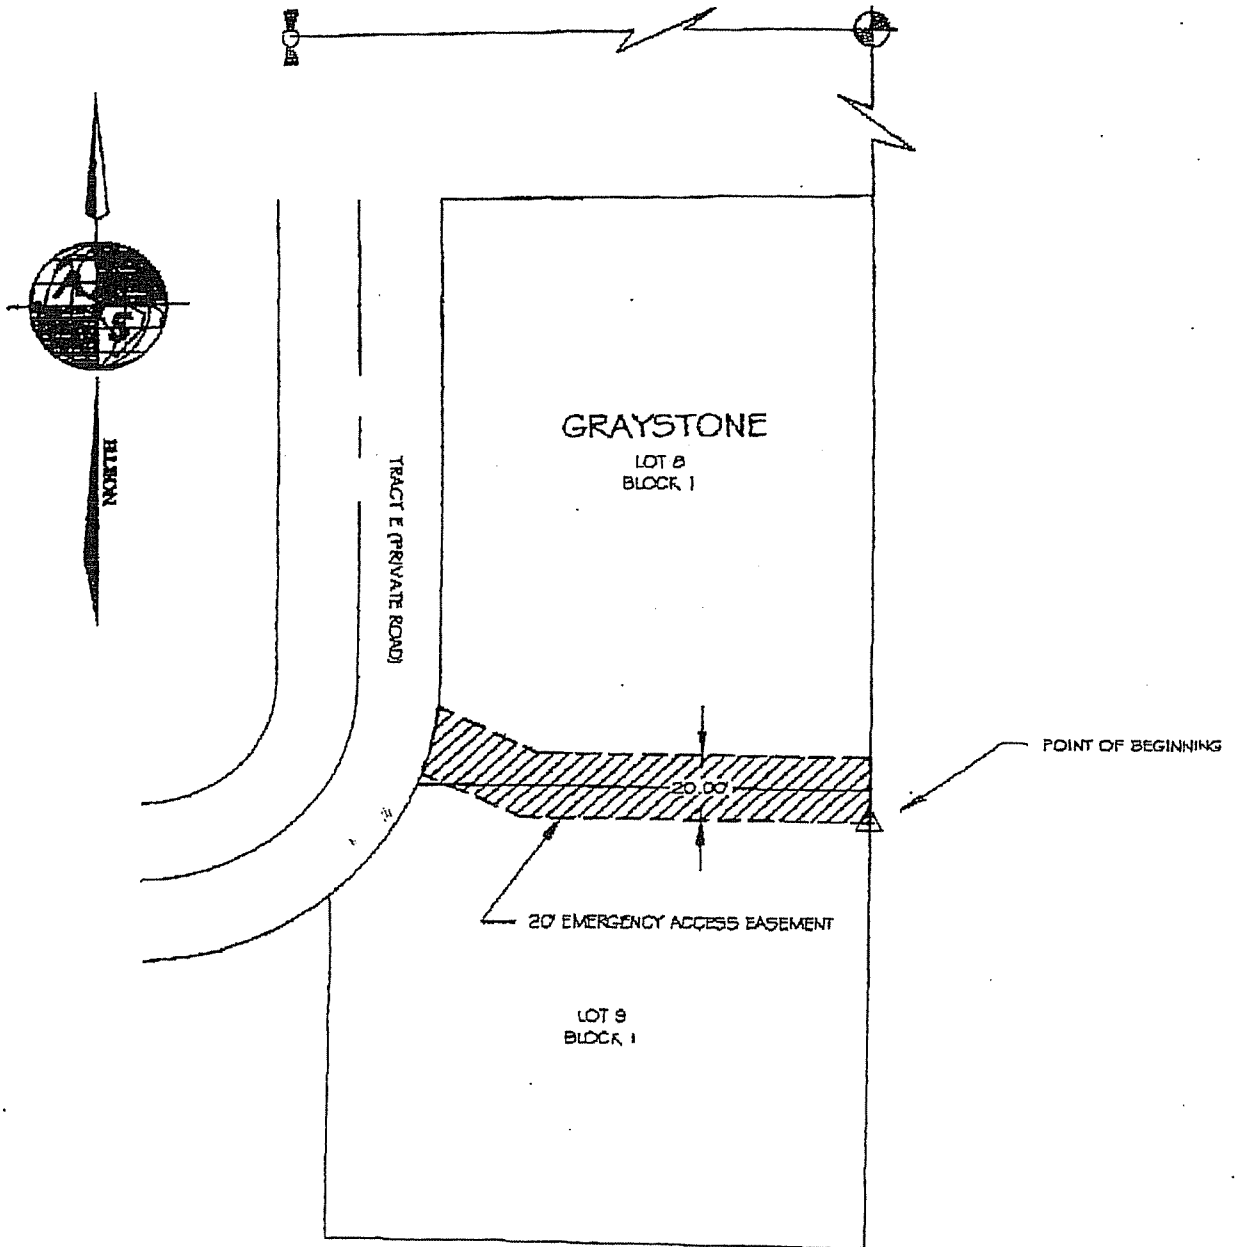 GRAYSTONE
LOT 8
BLOCK 1
TRACT E (PRIVATE ROAD)
POINT OF BEGINNING
20.00'
20' EMERGENCY ACCESS EASEMENT
LOT 9
BLOCK 1